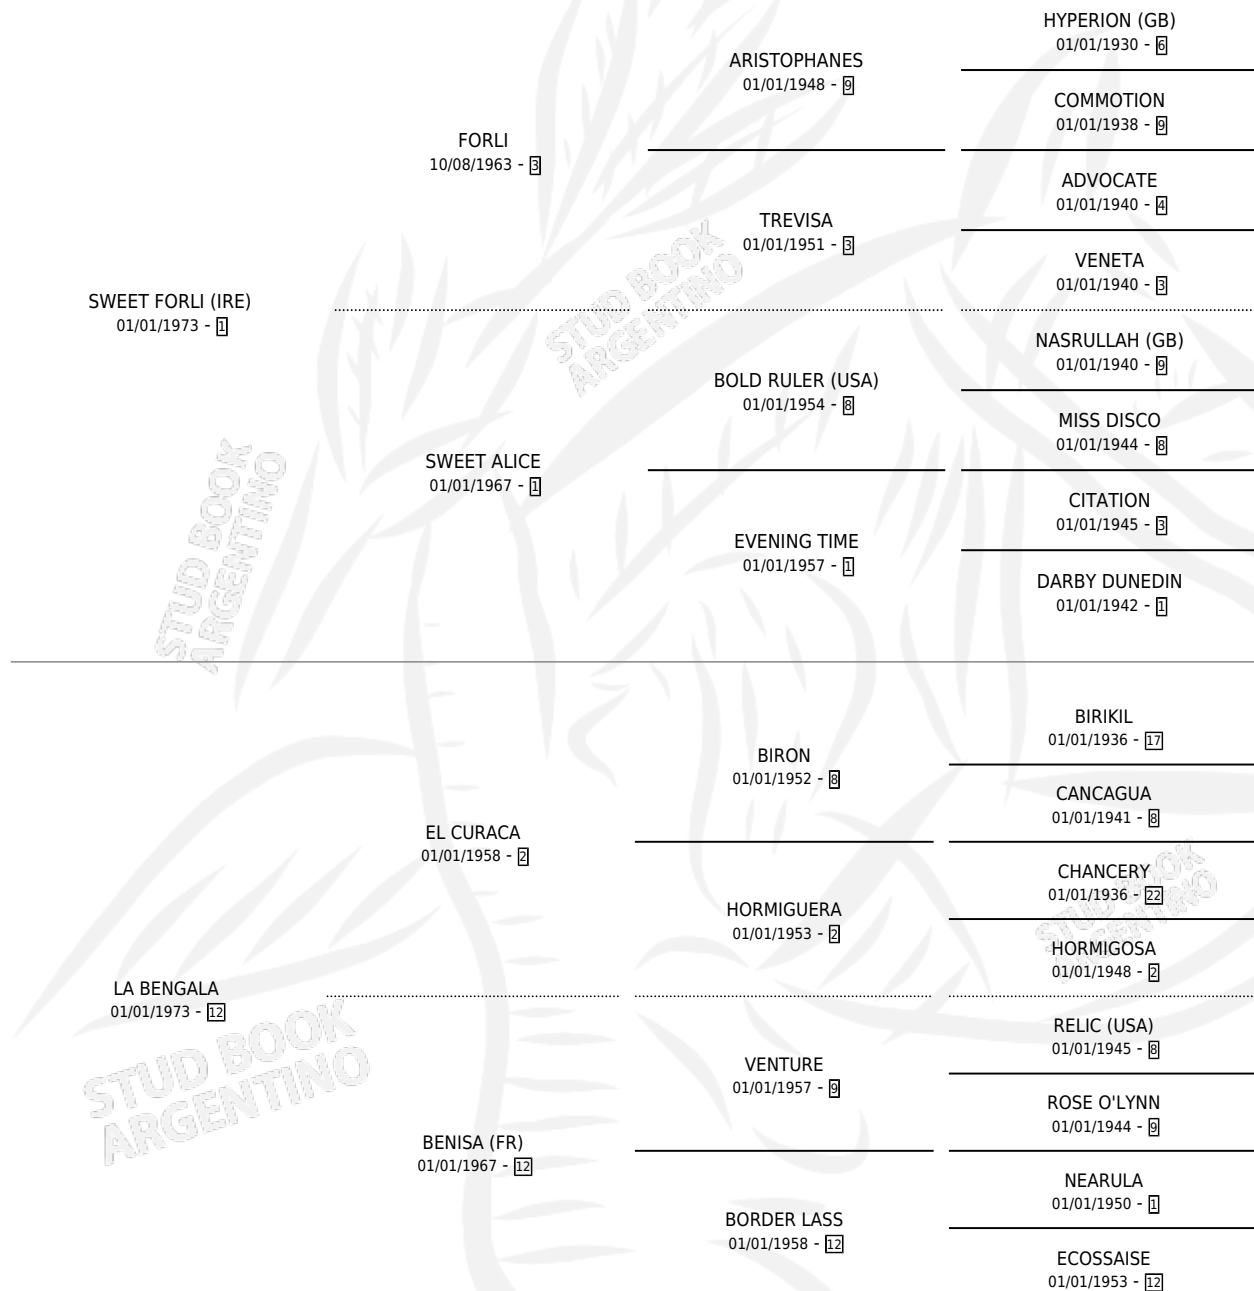 HYPERION (GB)
01/01/1930 - 6
ARISTOPHANES
01/01/1948 - 9
COMMOTION
01/01/1938 - 9
FORLI
10/08/1963 - 3
ADVOCATE
01/01/1940 - 4
TREVISA
01/01/1951 - 3
VENETA
01/01/1940 - 3
SWEET FORLI (IRE)
01/01/1973 - 1
STUD BOOK
ARGENTINO
NASRULLAH (GB)
01/01/1940 - 9
BOLD RULER (USA)
01/01/1954 - 8
MISS DISCO
01/01/1944 - 8
SWEET ALICE
01/01/1967 - 1
CITATION
01/01/1945 - 3
EVENING TIME
01/01/1957 - 1
DARBY DUNEDIN
01/01/1942 - 1
STUD BOOK
ARGENTINO
BIRIKIL
01/01/1936 - 17
BIRON
01/01/1952 - 8
CANCAGUA
01/01/1941 - 8
EL CURACA
01/01/1958 - 2
CHANCERY
01/01/1936 - 22
HORMIGUERA
01/01/1953 - 2
STUD BOOK
ARGENTINO
HORMIGOSA
01/01/1948 - 2
LA BENGALA
01/01/1973 - 12
RELIC (USA)
01/01/1945 - 8
VENTURE
01/01/1957 - 9
ROSE O'LYNN
01/01/1944 - 9
STUD BOOK
ARGENTINO
BENISA (FR)
01/01/1967 - 12
NEARULA
01/01/1950 - 1
BORDER LASS
01/01/1958 - 12
ECOSSAISE
01/01/1953 - 12